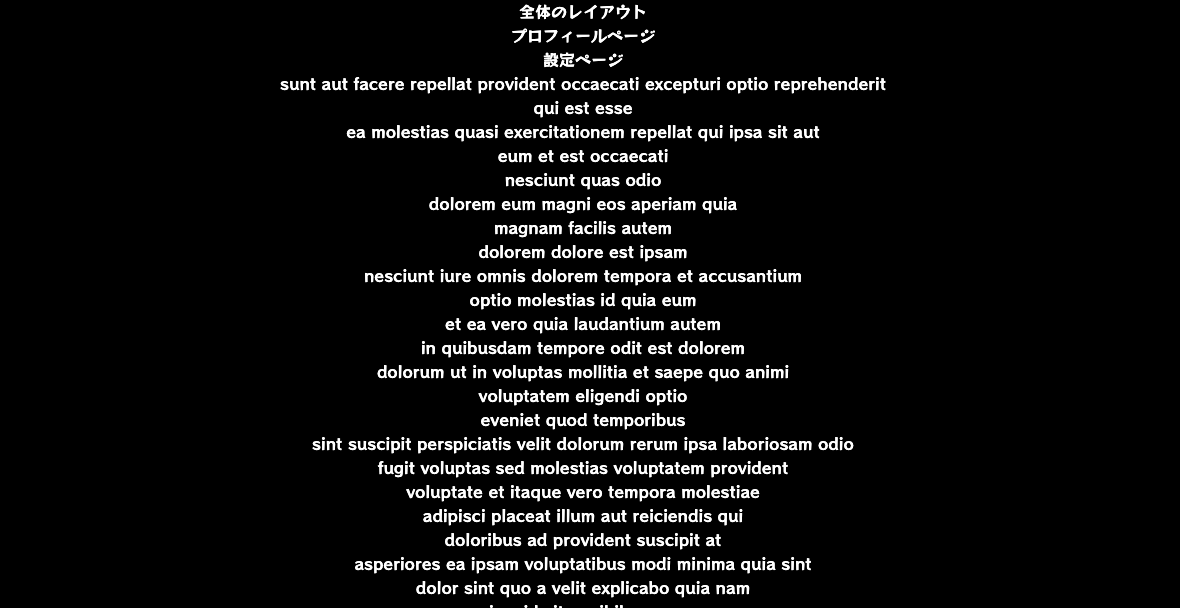 全体のレイアウト
プロフィールページ
設定ページ
sunt aut facere repellat provident occaecati excepturi optio reprehenderit
qui est esse
ea molestias quasi exercitationem repellat qui ipsa sit aut
eum et est occaecati
nesciunt quas odio
dolorem eum magni eos aperiam quia
magnam facilis autem
dolorem dolore est ipsam
nesciunt iure omnis dolorem tempora et accusantium
optio molestias id quia eum
et ea vero quia laudantium autem
in quibusdam tempore odit est dolorem
dolorum ut in voluptas mollitia et saepe quo animi
voluptatem eligendi optio
eveniet quod temporibus
sint suscipit perspiciatis velit dolorum rerum ipsa laboriosam odio
fugit voluptas sed molestias voluptatem provident
voluptate et itaque vero tempora molestiae
adipisci placeat illum aut reiciendis qui
doloribus ad provident suscipit at
asperiores ea ipsam voluptatibus modi minima quia sint
dolor sint quo a velit explicabo quia nam